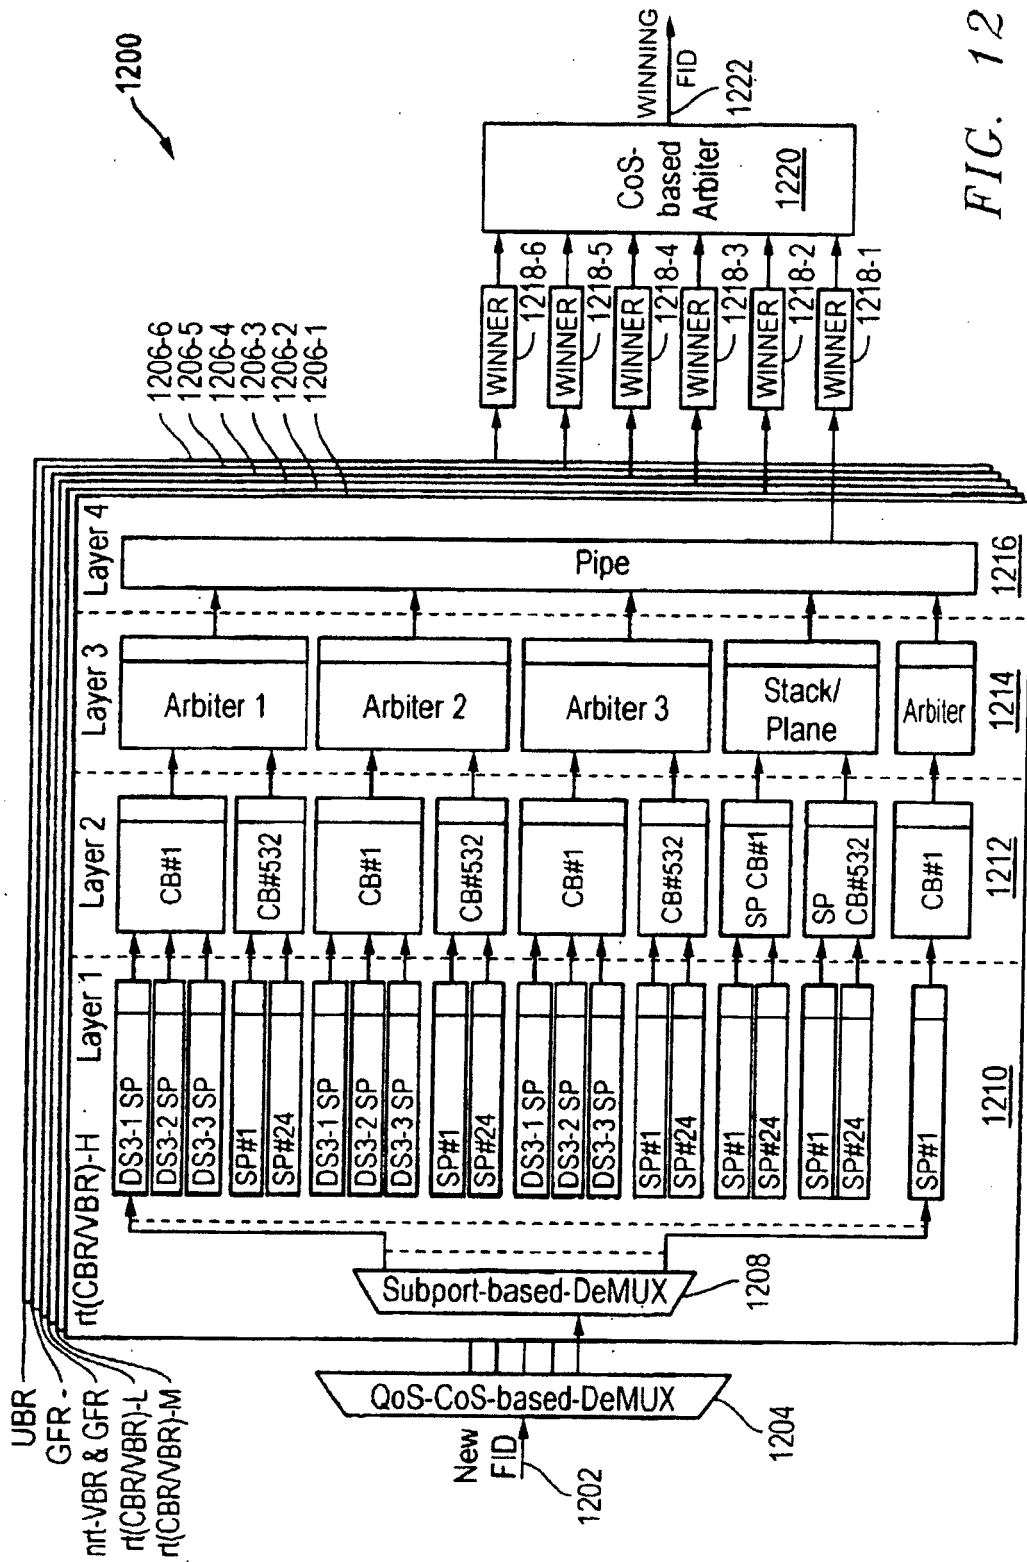 1200
UBR
GFR -
nrt-VBR & GFR
rt(CBR/VBR)-L
rt(CBR/VBR)-M
rt(CBR/VBR)-H
Layer 1
Layer 2
Layer 3
Layer 4
1206-6
1206-5
1206-4
1206-3
1206-2
1206-1
New
FID
1202
QoS-CoS-based-DeMUX
1204
Subport-based-DeMUX
1208
DS3-1 SP
DS3-2 SP
DS3-3 SP
SP#1
SP#24
DS3-1 SP
DS3-2 SP
DS3-3 SP
SP#1
SP#24
DS3-1 SP
DS3-2 SP
DS3-3 SP
SP#1
SP#24
SP#1
SP#24
SP#1
SP#24
SP#1
1210
CB#1
CB#532
CB#1
CB#532
CB#1
CB#532
SP CB#1
SP
CB#532
CB#1
1212
Arbiter 1
Arbiter 2
Arbiter 3
Stack/
Plane
Arbiter
1214
Pipe
1216
WINNER
1218-6
WINNER
1218-5
WINNER
1218-4
WINNER
1218-3
WINNER
1218-2
WINNER
1218-1
CoS-
based
Arbiter
1220
WINNING
FID
1222
FIG. 12